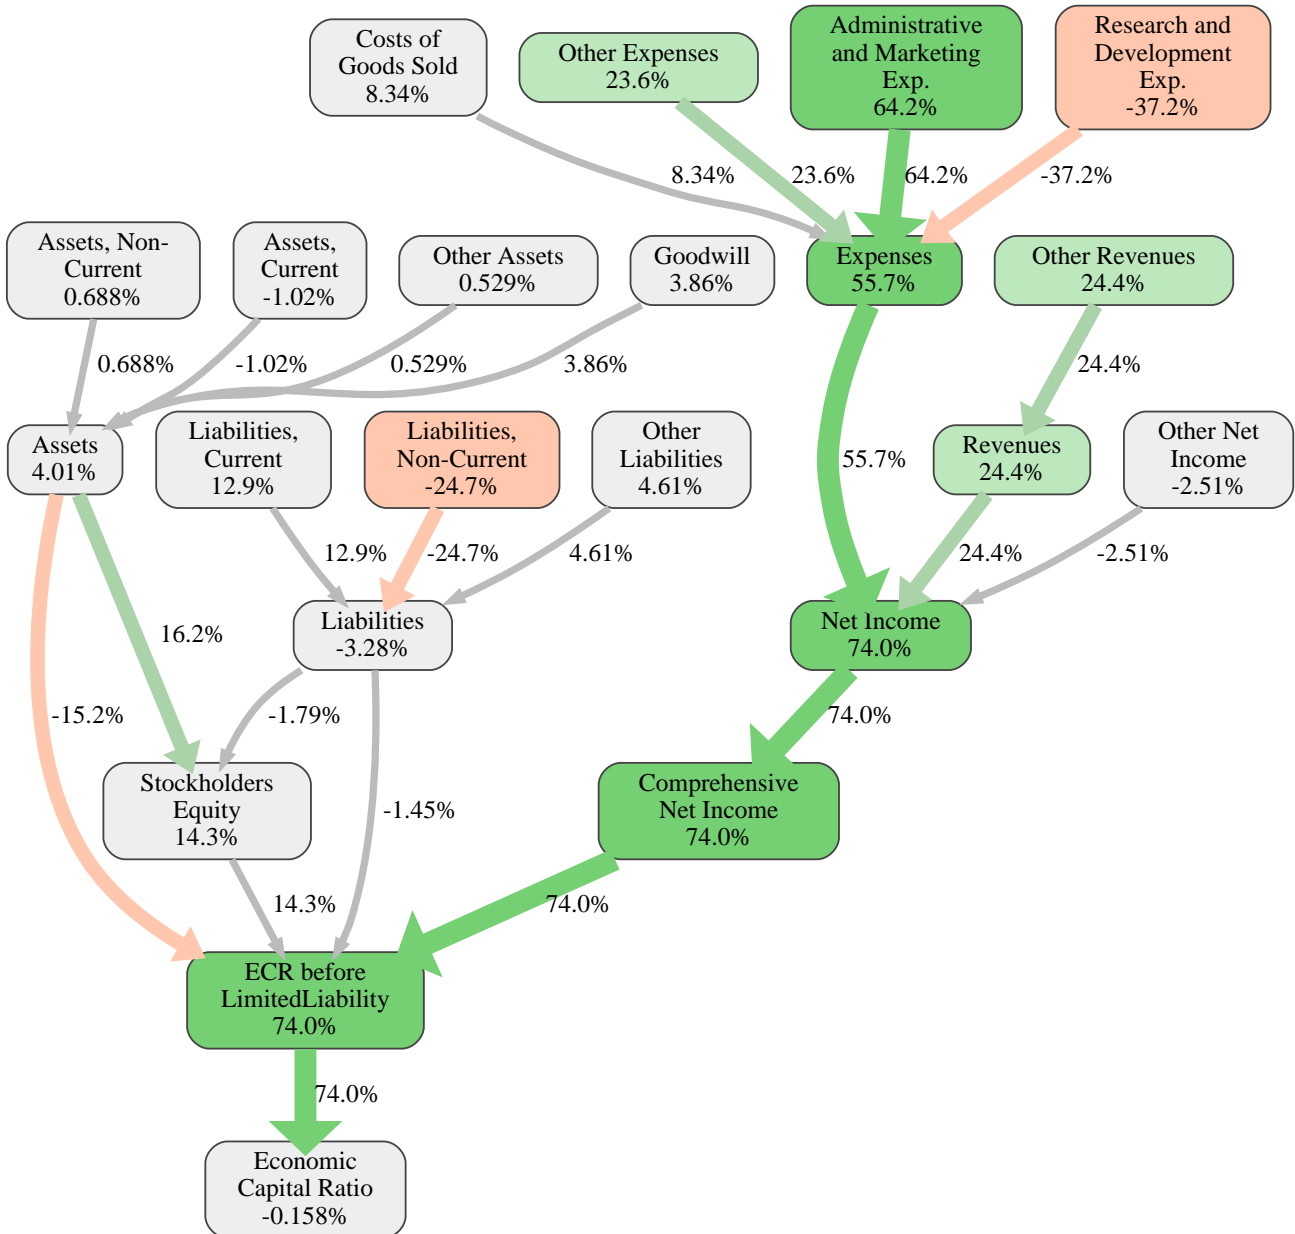 Costs of
Goods Sold
8.34%
Other Expenses
23.6%
Administrative
and Marketing
Exp.
64.2%
Research and
Development
Exp.
-37.2%
8.34%
23.6%
64.2%
-37.2%
Assets, Non-
Current
0.688%
Assets,
Current
-1.02%
Other Assets
0.529%
Goodwill
3.86%
Expenses
55.7%
Other Revenues
24.4%
0.688%
-1.02%
0.529%
3.86%
24.4%
Assets
4.01%
Liabilities,
Current
12.9%
Liabilities,
Non-Current
-24.7%
Other
Liabilities
4.61%
55.7%
Revenues
24.4%
Other Net
Income
-2.51%
12.9%
-24.7%
4.61%
24.4%
-2.51%
16.2%
Liabilities
-3.28%
Net Income
74.0%
-15.2%
-1.79%
74.0%
Stockholders
Equity
14.3%
-1.45%
Comprehensive
Net Income
74.0%
14.3%
74.0%
ECR before
LimitedLiability
74.0%
74.0%
Economic
Capital Ratio
-0.158%